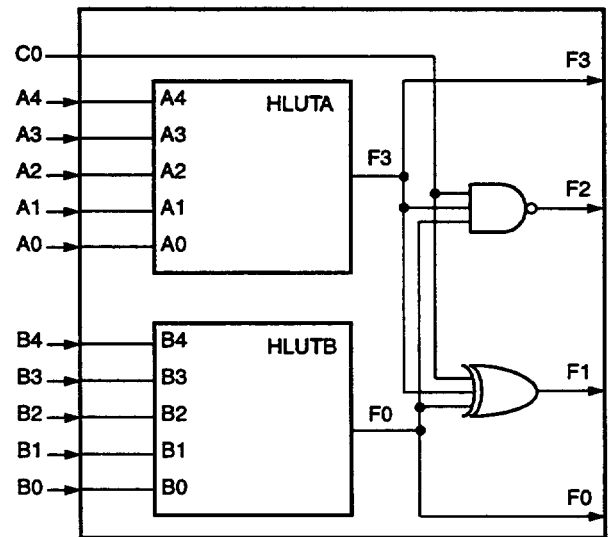 C0
F3
A4 A4 HLUTA
A3 A3
F3
A2 A2
F2
A1 A1
A0 A0
B4 B4 HLUTB
B3 B3
F1
B2 B2
F0
B1 B1
B0 B0
F0